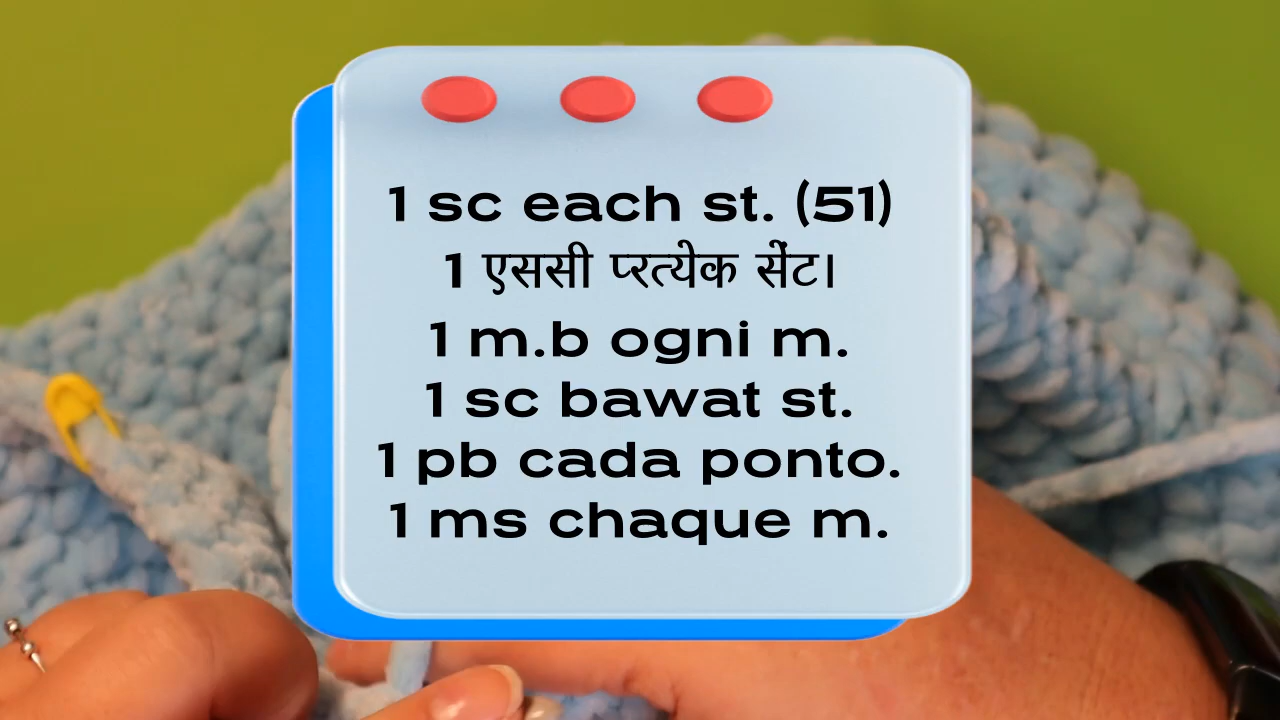 1 sc each st. (51)
1 एससी प्रत्येक सेंट।
1 m.b ogni m.
1 sc bawat st.
1 pb cada ponto.
1 ms chaque m.